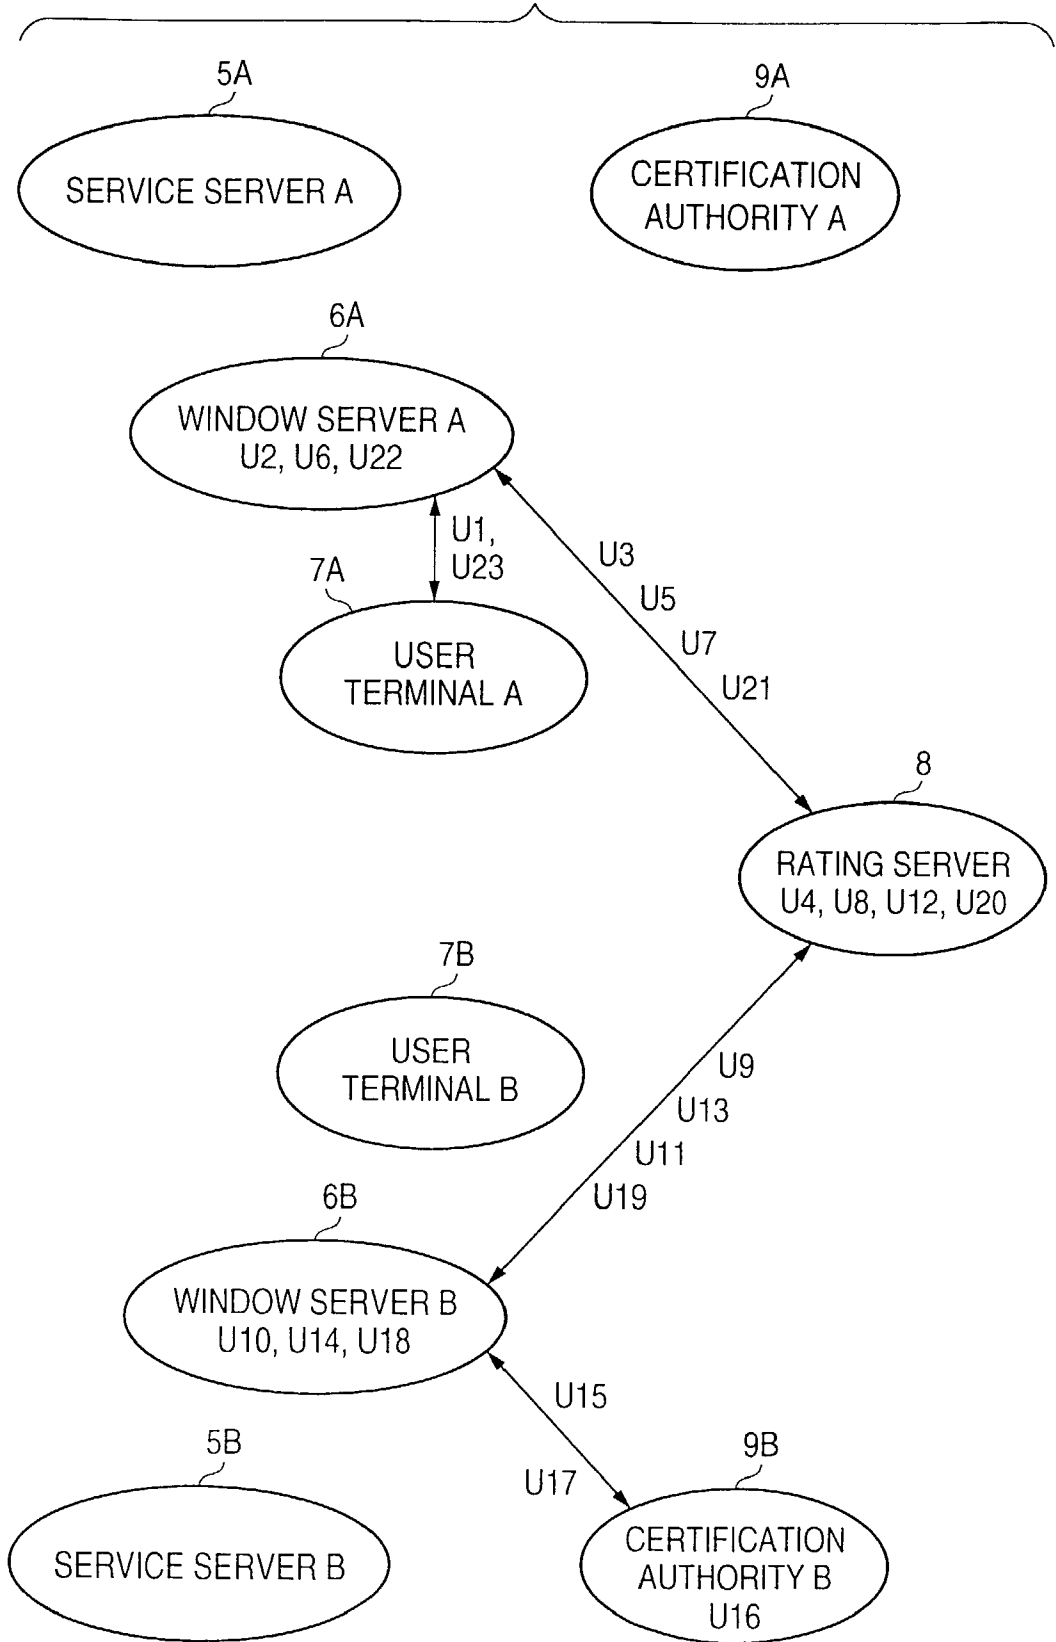 5A
9A
SERVICE SERVER A
CERTIFICATION
AUTHORITY A
6A
WINDOW SERVER A
U2, U6, U22
U1,
U23
U3
U5
U7
U21
7A
USER
TERMINAL A
8
RATING SERVER
U4, U8, U12, U20
7B
USER
TERMINAL B
U9
U13
U11
U19
6B
WINDOW SERVER B
U10, U14, U18
U15
U17
5B
9B
SERVICE SERVER B
CERTIFICATION
AUTHORITY B
U16